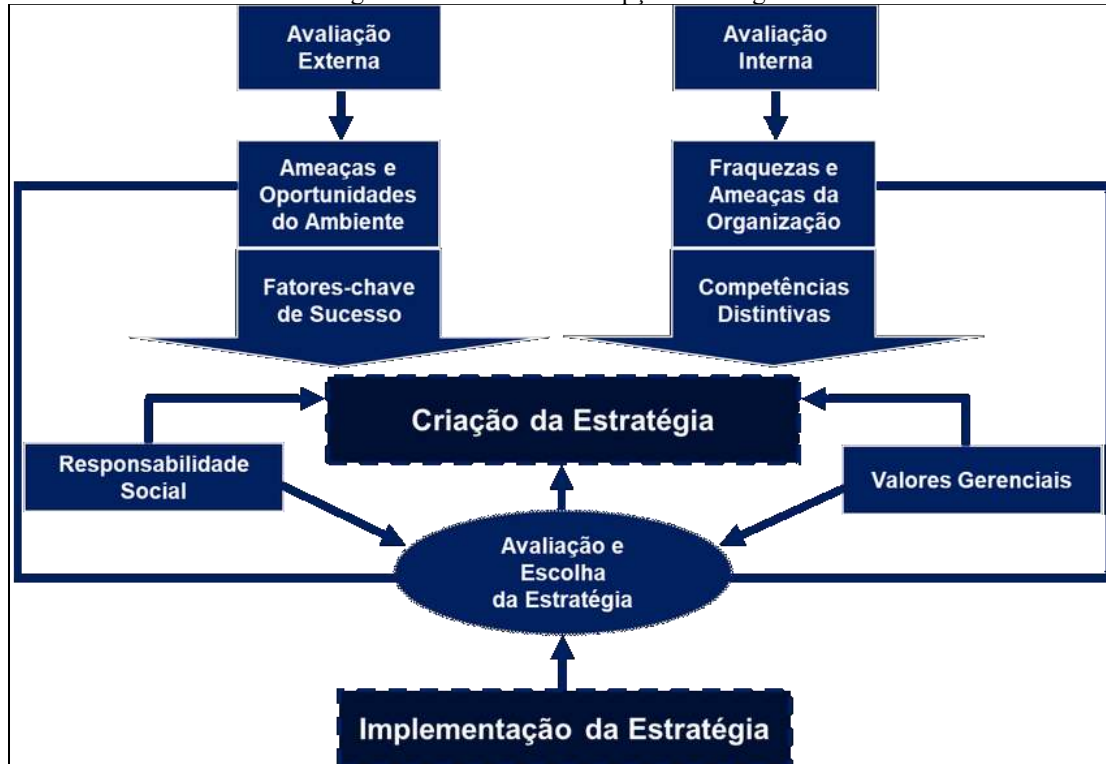 Avaliação
Externa
Avaliação
Interna
Ameaças e
Oportunidades
do Ambiente
Fraquezas e
Ameaças da
Organização
Fatores-chave
de Sucesso
Competências
Distintivas
Criação da Estratégia
Responsabilidade
Social
Valores Gerenciais
Avaliação e
Escolha
da Estratégia
Implementação da Estratégia